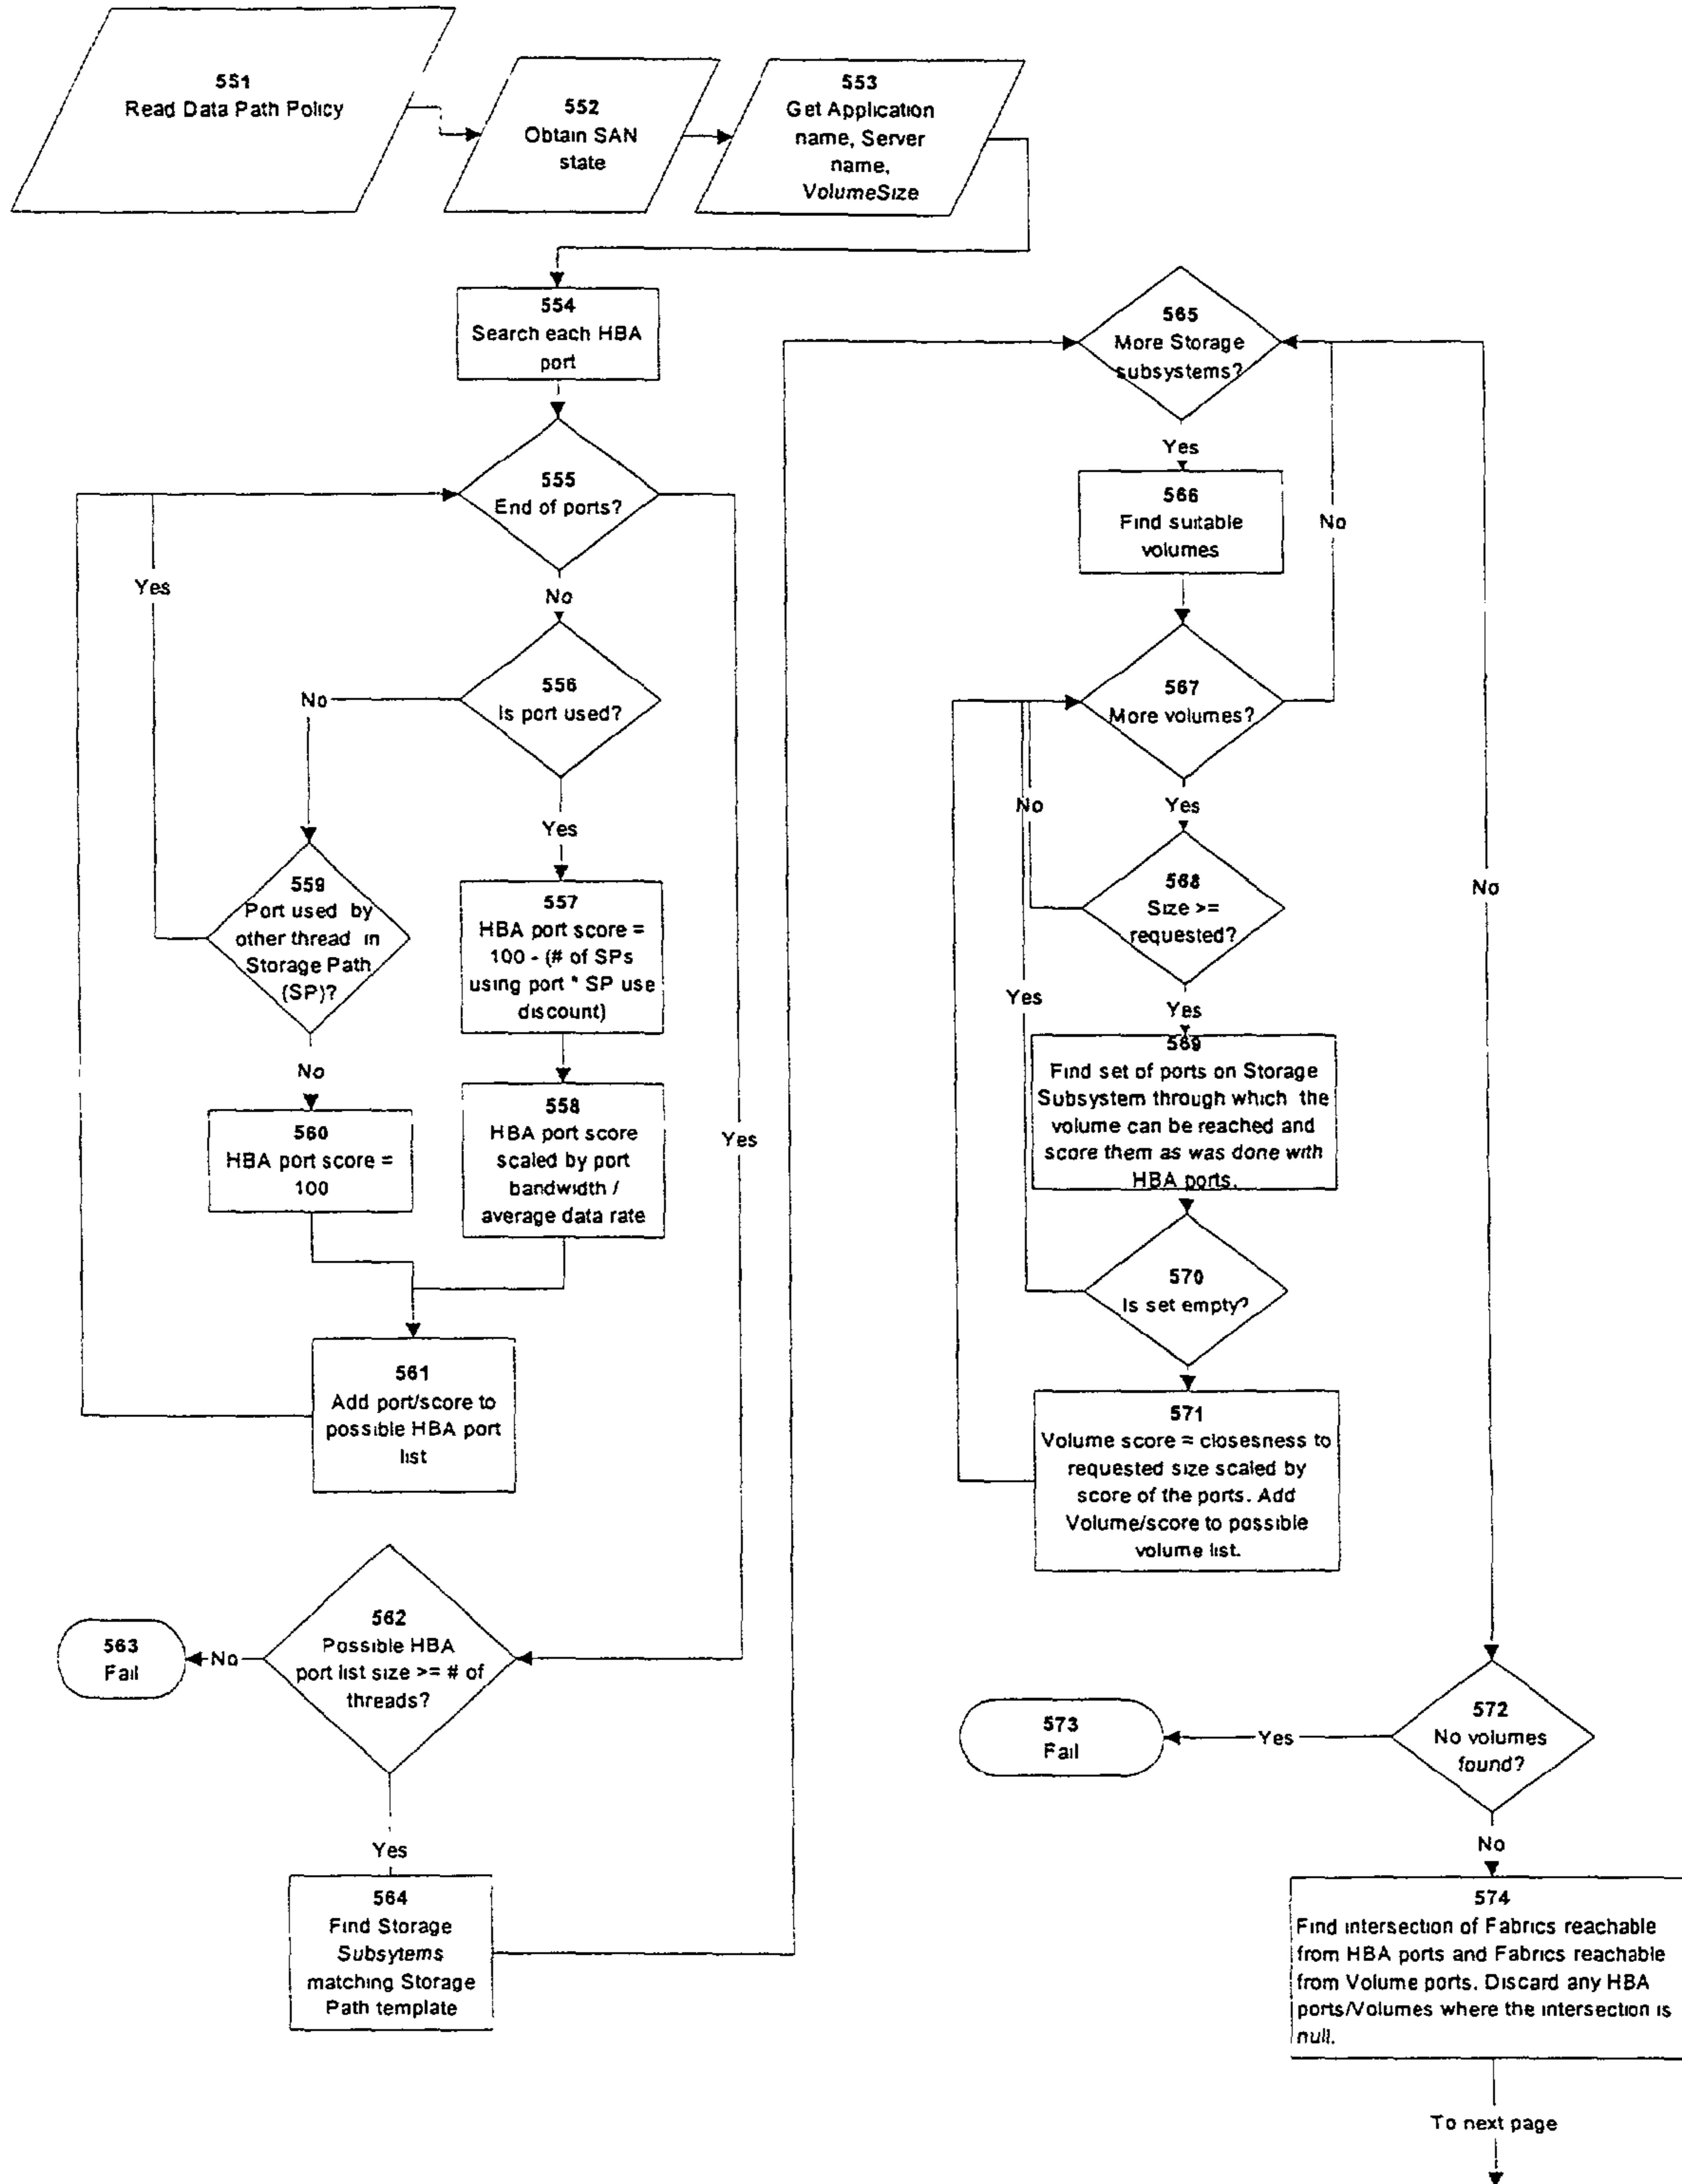 551
Read Data Path Policy
552
Obtain SAN
state
553
Get Application
name, Server
name,
VolumeSize
554
Search each HBA
port
555
End of ports?
Yes
No
556
Is port used?
No
Yes
559
Port used by
other thread in
Storage Path
(SP)?
557
HBA port score =
100 - (# of SPs
using port * SP use
discount)
No
560
HBA port score =
100
558
HBA port score
scaled by port
bandwidth /
average data rate
Yes
561
Add port/score to
possible HBA port
list
562
Possible HBA
port list size >= # of
threads?
No
563
Fail
Yes
564
Find Storage
Subsytems
matching Storage
Path template
565
More Storage
subsystems?
Yes
566
Find suitable
volumes
No
567
More volumes?
No
Yes
568
Size >=
requested?
Yes
Yes
569
Find set of ports on Storage
Subsystem through which the
volume can be reached and
score them as was done with
HBA ports.
570
Is set empty?
571
Volume score = closesness to
requested size scaled by
score of the ports. Add
Volume/score to possible
volume list.
No
572
No volumes
found?
Yes
573
Fail
No
574
Find intersection of Fabrics reachable
from HBA ports and Fabrics reachable
from Volume ports. Discard any HBA
ports/Volumes where the intersection is
null.
To next page